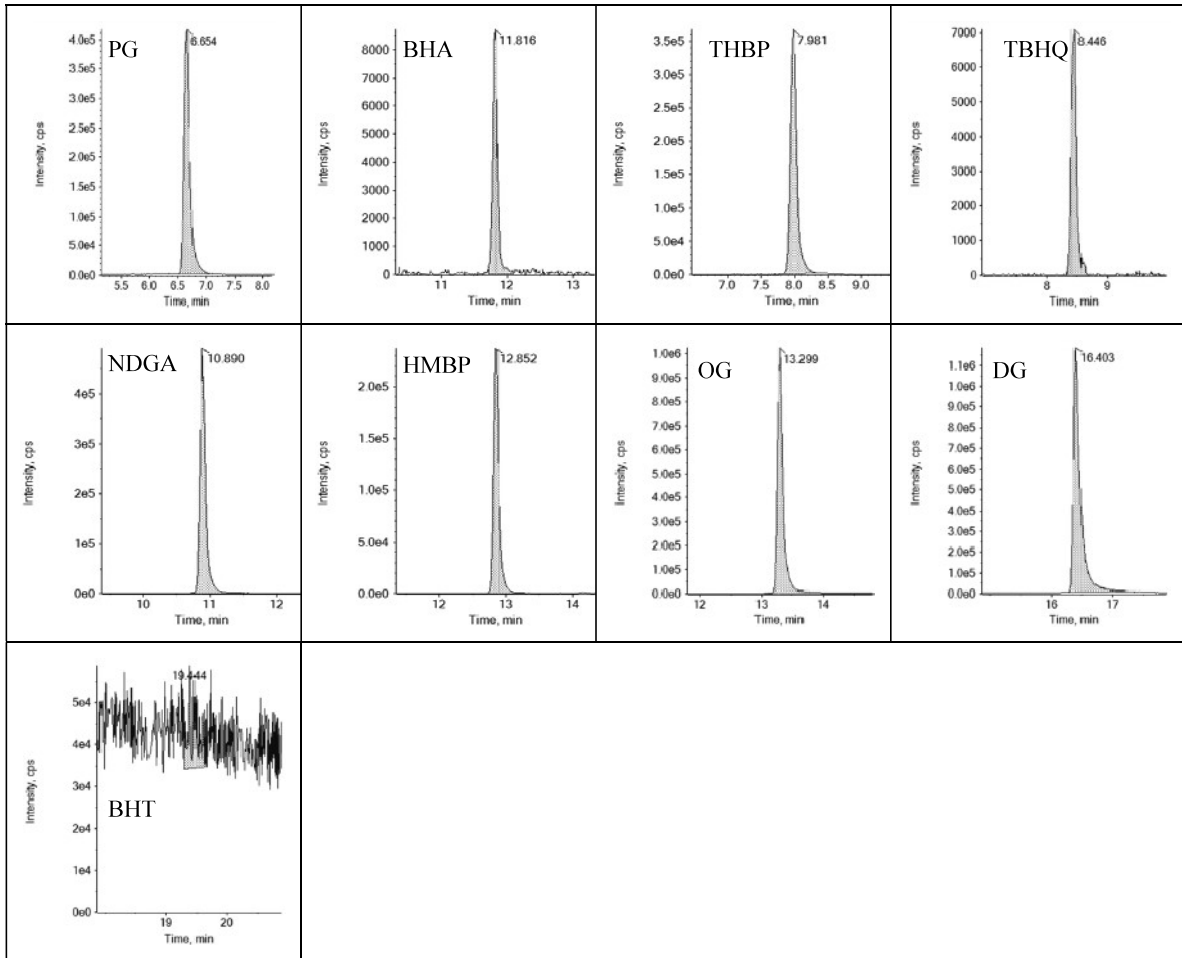 PG
6.654
4.0e5
3.5e5
3.0e5
2.5e5
2.0e5
1.5e5
1.0e5
5.0e4
0.0e0
Intensity, cps
5.5 6.0 6.5 7.0 7.5 8.0
Time, min
BHA
11.816
8000
7000
6000
5000
4000
3000
2000
1000
0
Intensity, cps
11 12 13
Time, min
THBP
7.981
3.5e5
3.0e5
2.5e5
2.0e5
1.5e5
1.0e5
5.0e4
0.0e0
Intensity, cps
7.0 7.5 8.0 8.5 9.0
Time, min
TBHQ
8.446
7000
6000
5000
4000
3000
2000
1000
0
Intensity, cps
8 9
Time, min
NDGA
10.890
4e5
3e5
2e5
1e5
0e0
Intensity, cps
10 11 12
Time, min
HMBP
12.852
2.0e5
1.5e5
1.0e5
5.0e4
0.0e0
Intensity, cps
12 13 14
Time, min
OG
13.299
1.0e6
9.0e5
8.0e5
7.0e5
6.0e5
5.0e5
4.0e5
3.0e5
2.0e5
1.0e5
0.0e0
Intensity, cps
12 13 14
Time, min
DG
16.403
1.1e6
1.0e6
9.0e5
8.0e5
7.0e5
6.0e5
5.0e5
4.0e5
3.0e5
2.0e5
1.0e5
0.0e0
Intensity, cps
16 17
Time, min
19.444
5e4
4e4
3e4
BHT
2e4
1e4
0e0
Intensity, cps
19 20
Time, min